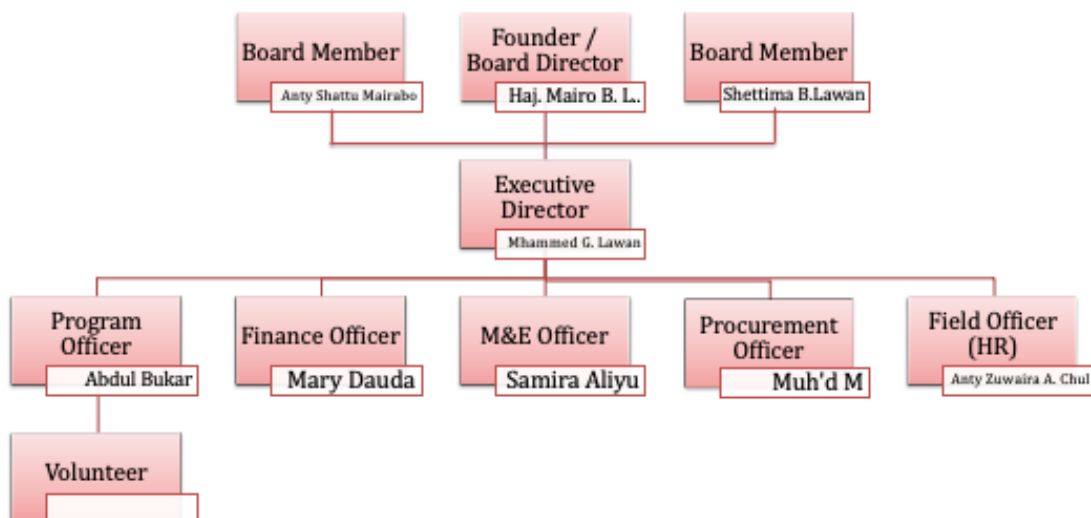 Board Member
Anty Shattu Mairabo
Founder /
Board Director
Haj. Mairo B. L..
Board Member
Shettima B.Lawan
Executive
Director
Mhammed G. Lawan
Program
Officer
Abdul Bukar
Finance Officer
Mary Dauda
M&E Officer
Samira Aliyu
Procurement
Officer
Muh'd M
Field Officer
(HR)
Anty Zuwaira A. Chul
Volunteer